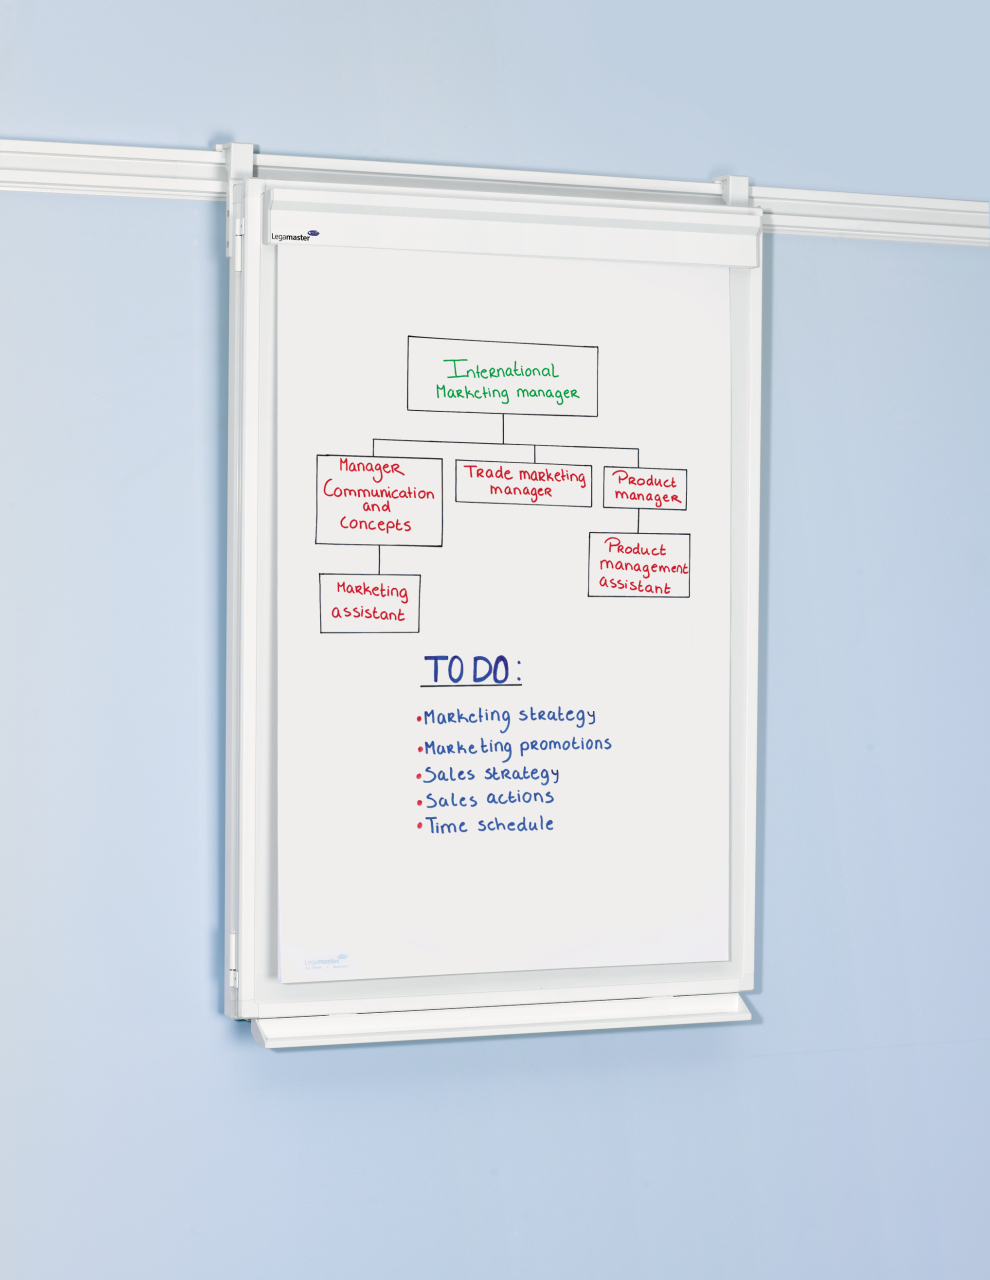 Legamaster
International
Marketing manager
Manager
Communication
and
Concepts
Trade marketing
manager
Product
manager
Marketing
assistant
Product
management
assistant
TO DO:
•Marketing strategy
•Marketing promotions
•Sales strategy
•Sales actions
•Time schedule
Legamaster